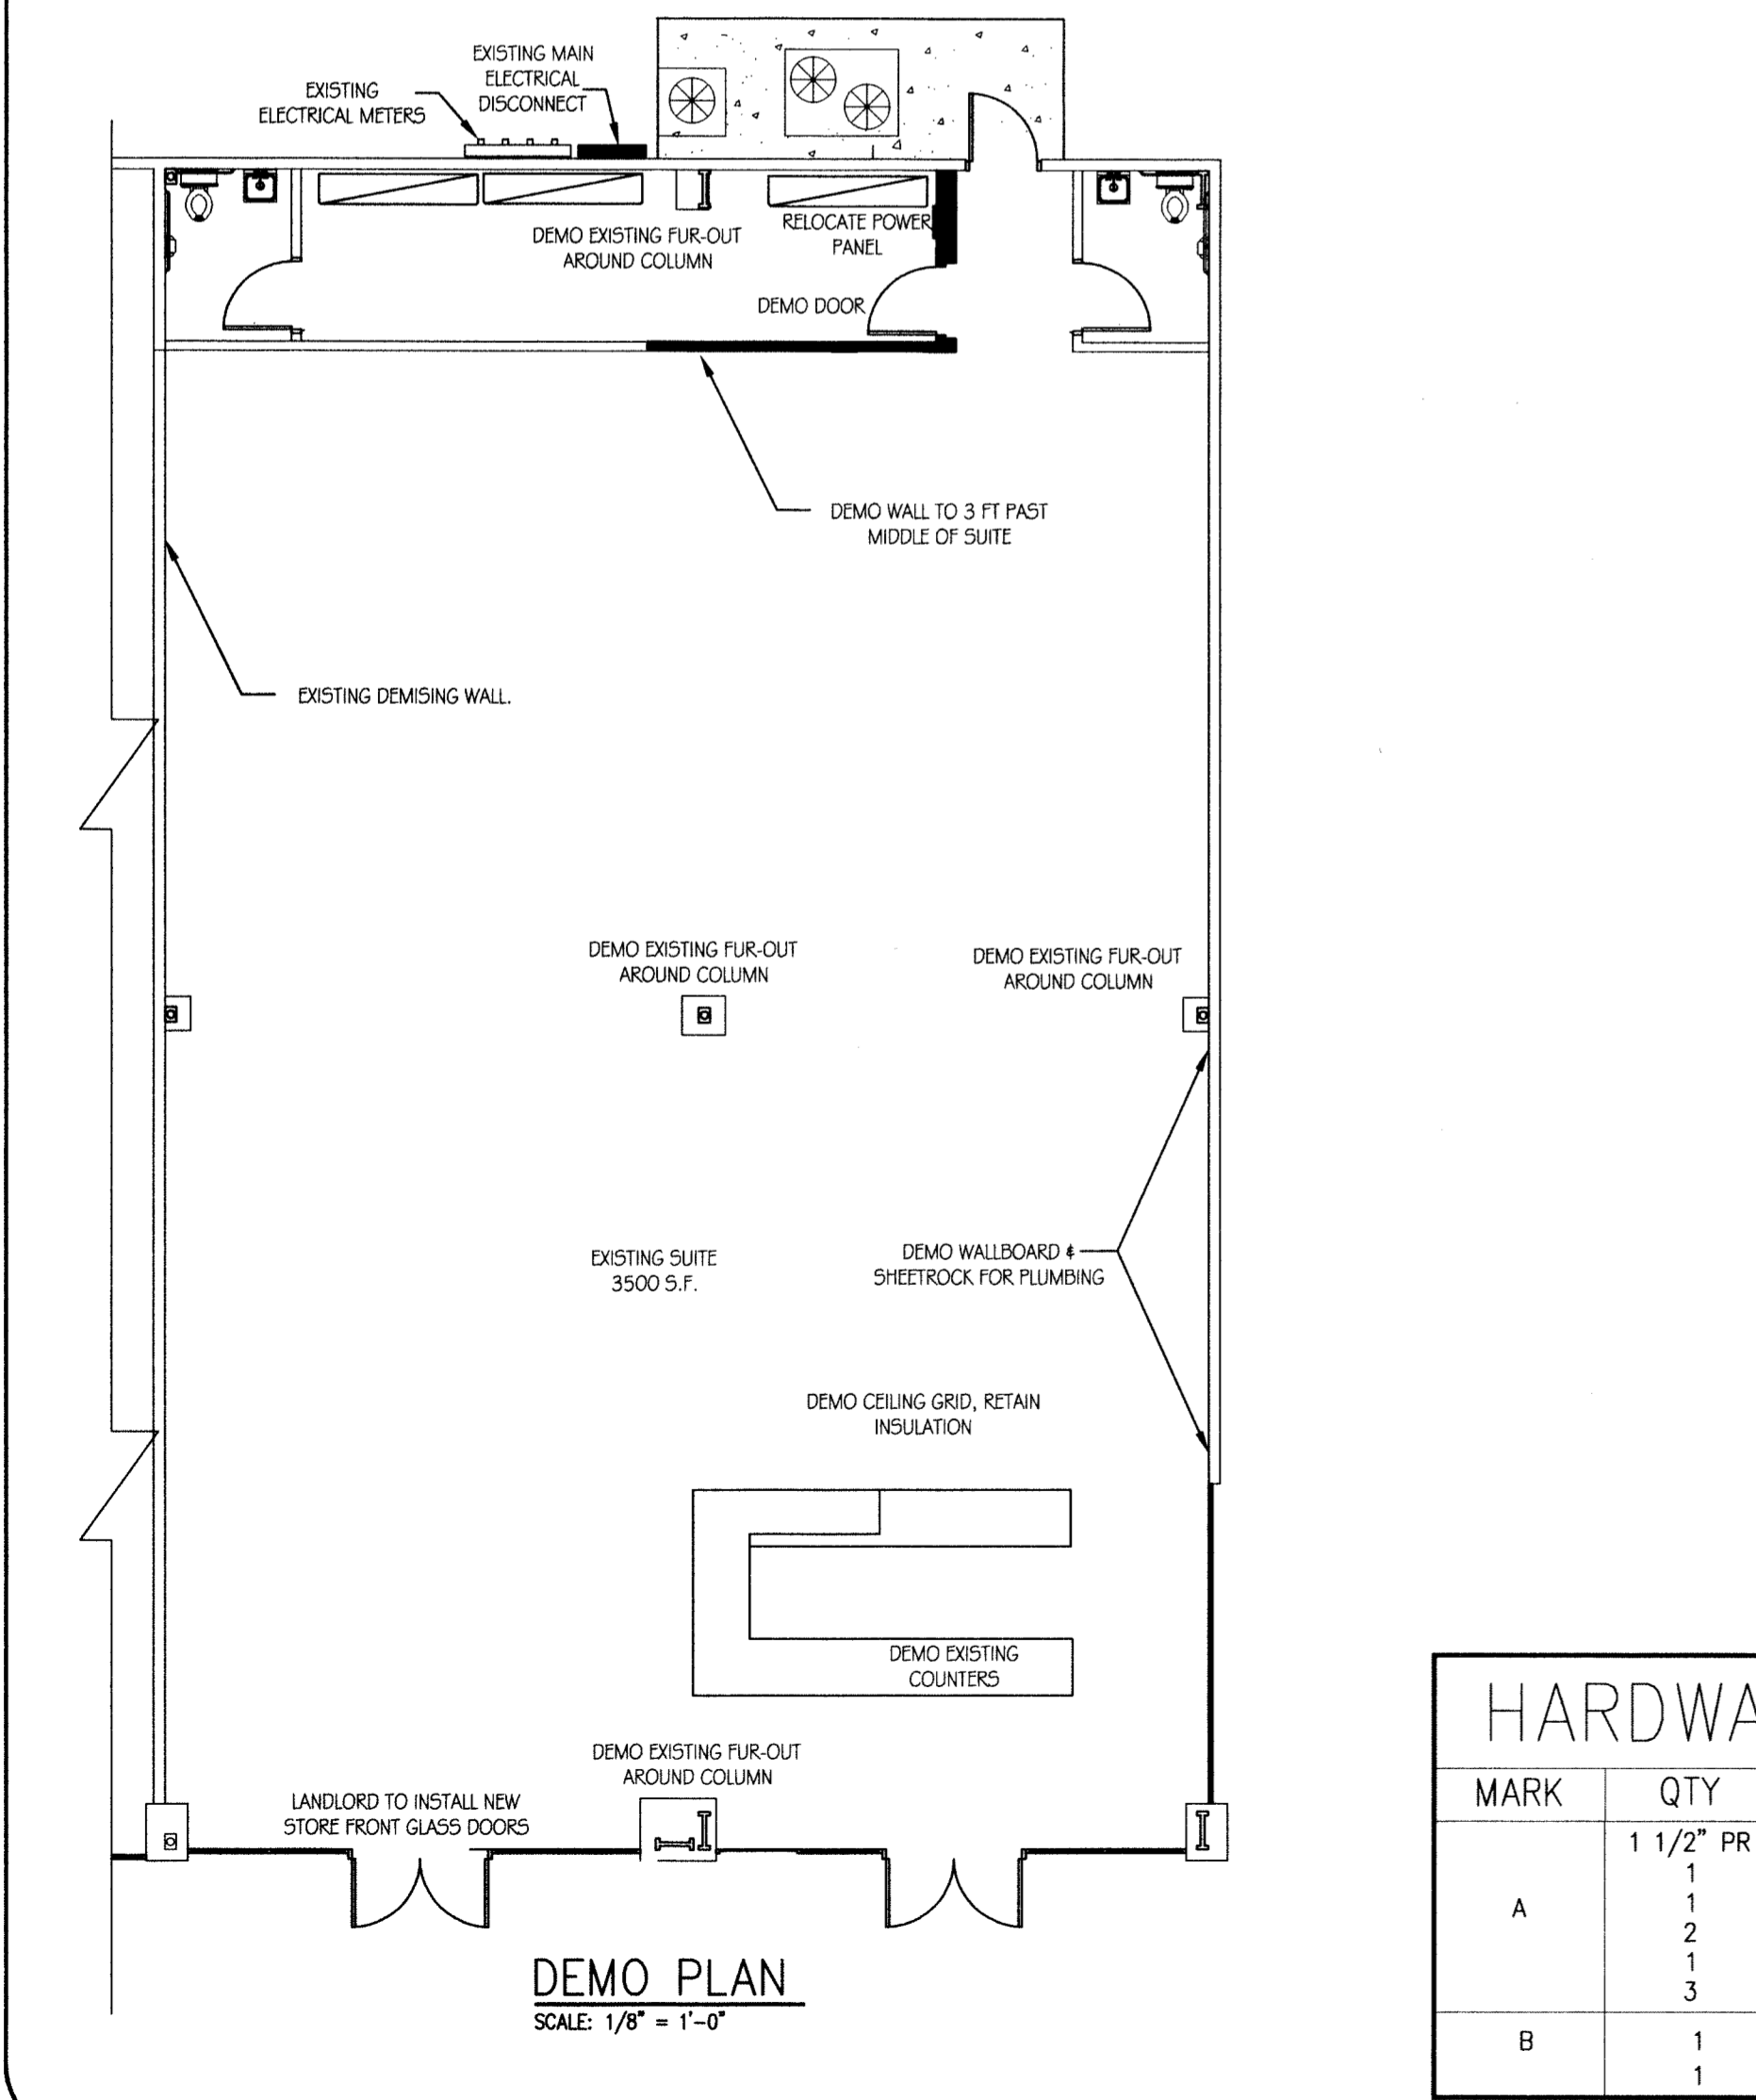 EXISTING MAIN
ELECTRICAL
DISCONNECT
EXISTING
ELECTRICAL METERS
RELOCATE POWER
PANEL
DEMO EXISTING FUR-OUT
AROUND COLUMN
DEMO DOOR
DEMO WALL TO 3 FT PAST
MIDDLE OF SUITE
EXISTING DEMISING WALL.
DEMO EXISTING FUR-OUT
AROUND COLUMN
DEMO EXISTING FUR-OUT
AROUND COLUMN
EXISTING SUITE
3500 S.F.
DEMO WALLBOARD &
SHEETROCK FOR PLUMBING
DEMO CEILING GRID, RETAIN
INSULATION
DEMO EXISTING
COUNTERS
DEMO EXISTING FUR-OUT
AROUND COLUMN
LANDLORD TO INSTALL NEW
STORE FRONT GLASS DOORS
DEMO PLAN
SCALE: 1/8" = 1'-0"
HARDWA
MARK QTY
A
1 1/2" PR
1
1
2
1
3
B
1
1